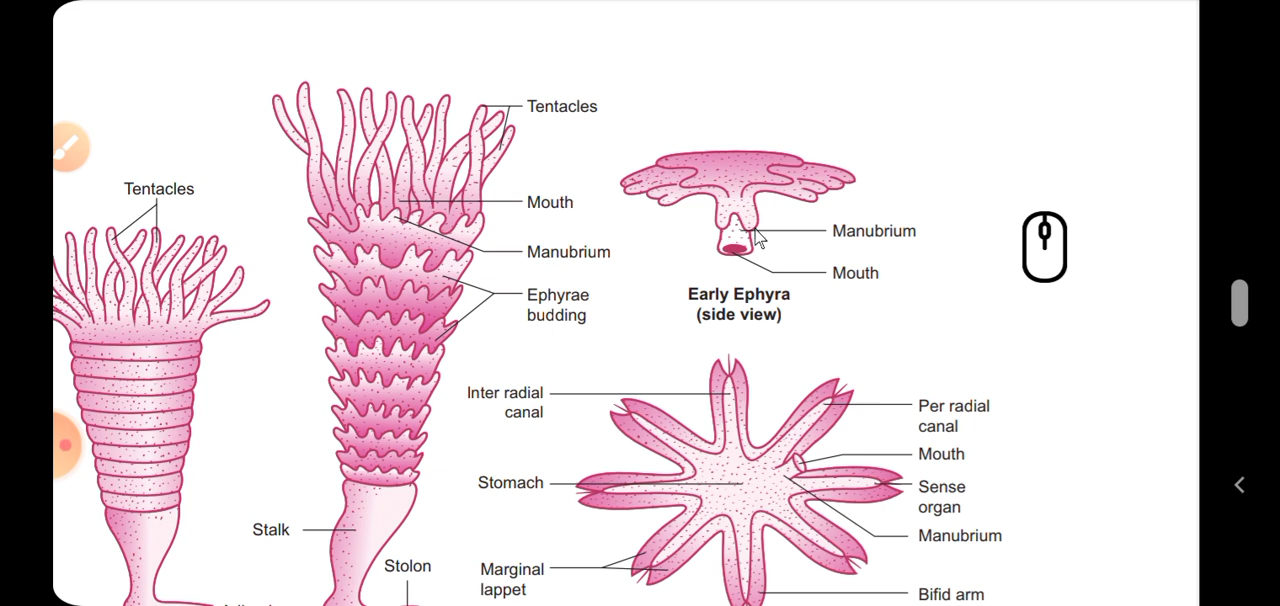 Tentacles
Tentacles
Mouth
Manubrium
Ephyrae
budding
Stalk
Stolon
Manubrium
Mouth
Early Ephyra
(side view)
Inter radial
canal
Stomach
Marginal
lappet
Per radial
canal
Mouth
Sense
organ
Manubrium
Bifid arm